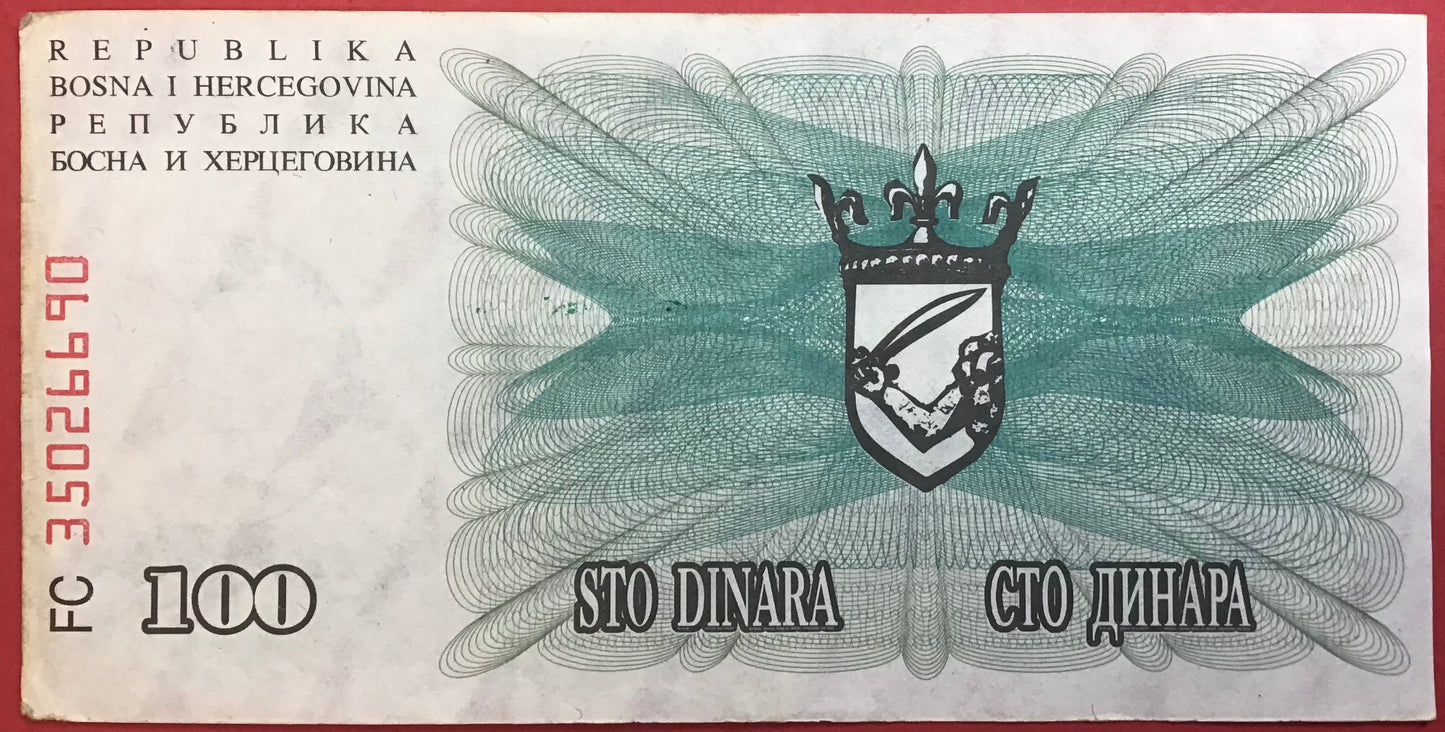 REPUBLIKA
BOSNA I HERCEGOVINA
РЕПУБЛИКА
БОСНА И ХЕРЦЕГОВИНА
FC 35026690
100
STO DINARA
СТО ДИНАРА